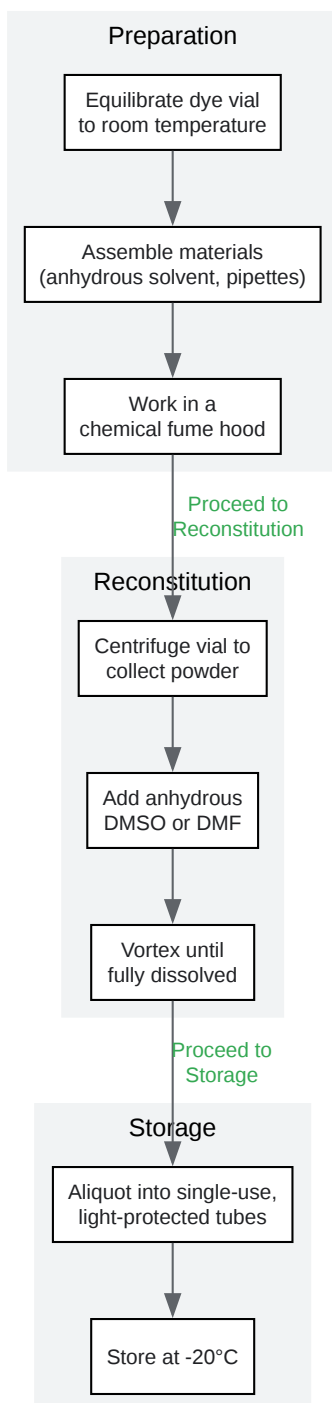 Preparation
Equilibrate dye vial
to room temperature
Assemble materials
(anhydrous solvent, pipettes)
Work in a
chemical fume hood
Proceed to
Reconstitution
Reconstitution
Centrifuge vial to
collect powder
Add anhydrous
DMSO or DMF
Vortex until
fully dissolved
Proceed to
Storage
Storage
Aliquot into single-use,
light-protected tubes
Store at -20°C